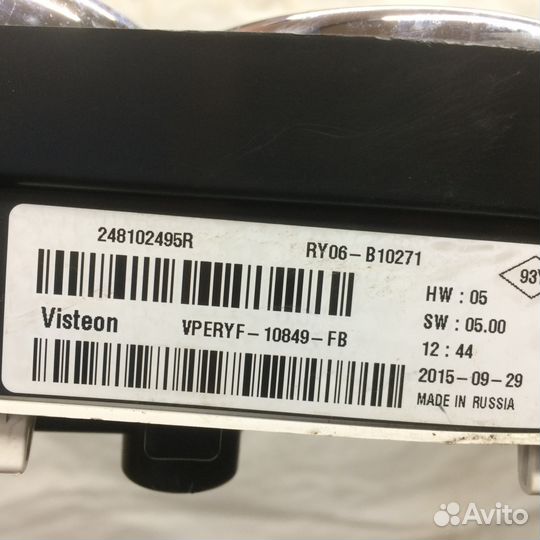 248102495R RY06-B10271
93Y
HW : 05
Visteon VPERYF-10849-FB
SW : 05.00
12 : 44
2015-09-29
MADE IN RUSSIA
Avito